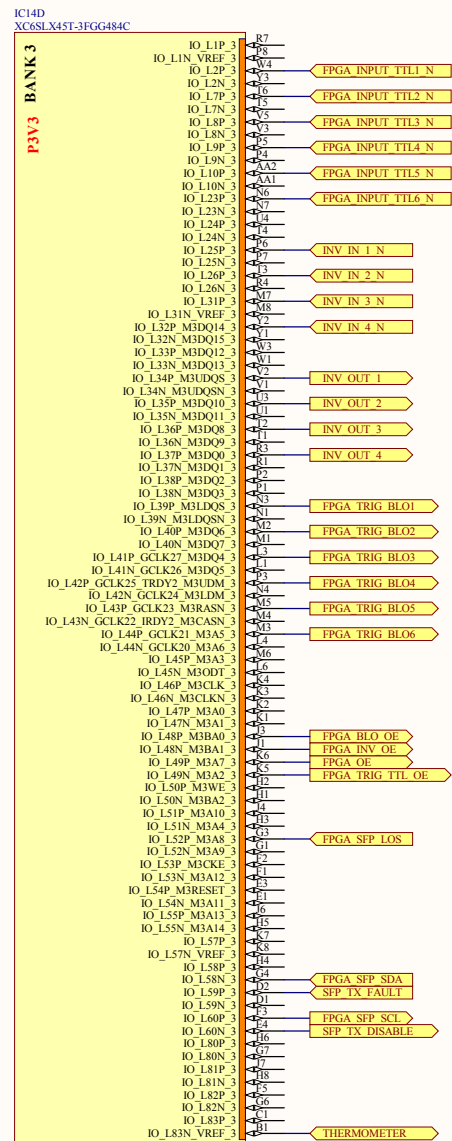 IC14D
XC6SLX45T-3FGG484C
BANK 3
P3V3
IO_L1P_3 R7
IO_L1N_VREF_3 P8
IO_L2P_3 W4 FPGA_INPUT_TTL1_N
IO_L2N_3 Y3
IO_L7P_3 T6 FPGA_INPUT_TTL2_N
IO_L7N_3 T5
IO_L8P_3 V5 FPGA_INPUT_TTL3_N
IO_L8N_3 V3
IO_L9P_3 P5 FPGA_INPUT_TTL4_N
IO_L9N_3 P4
IO_L10P_3 AA2 FPGA_INPUT_TTL5_N
IO_L10N_3 AA1
IO_L23P_3 N6 FPGA_INPUT_TTL6_N
IO_L23N_3 N7
IO_L24P_3 U4
IO_L24N_3 T4
IO_L25P_3 P6 INV_IN_1_N
IO_L25N_3 P7
IO_L26P_3 T3 INV_IN_2_N
IO_L26N_3 R4
IO_L31P_3 M7 INV_IN_3_N
IO_L31N_VREF_3 M8
IO_L32P_M3DQ14_3 Y2 INV_IN_4_N
IO_L32N_M3DQ15_3 Y1
IO_L33P_M3DQ12_3 W3
IO_L33N_M3DQ13_3 W1
IO_L34P_M3UDQS_3 V2 INV_OUT_1
IO_L34N_M3UDQSN_3 V1
IO_L35P_M3DQ10_3 U3 INV_OUT_2
IO_L35N_M3DQ11_3 U1
IO_L36P_M3DQ8_3 T2 INV_OUT_3
IO_L36N_M3DQ9_3 T1
IO_L37P_M3DQ0_3 R3 INV_OUT_4
IO_L37N_M3DQ1_3 R1
IO_L38P_M3DQ2_3 P2
IO_L38N_M3DQ3_3 P1
IO_L39P_M3LDQS_3 N3 FPGA_TRIG_BLO1
IO_L39N_M3LDQSN_3 N1
IO_L40P_M3DQ6_3 M2 FPGA_TRIG_BLO2
IO_L40N_M3DQ7_3 M1
IO_L41P_GCLK27_M3DQ4_3 L3 FPGA_TRIG_BLO3
IO_L41N_GCLK26_M3DQ5_3 L1
IO_L42P_GCLK25_TRDY2_M3UDM_3 P3 FPGA_TRIG_BLO4
IO_L42N_GCLK24_M3LDM_3 N4
IO_L43P_GCLK23_M3RASN_3 M5 FPGA_TRIG_BLO5
IO_L43N_GCLK22_IRDY2_M3CASN_3 M4
IO_L44P_GCLK21_M3A5_3 M3 FPGA_TRIG_BLO6
IO_L44N_GCLK20_M3A6_3 L4
IO_L45P_M3A3_3 M6
IO_L45N_M3ODT_3 L6
IO_L46P_M3CLK_3 K4
IO_L46N_M3CLKN_3 K3
IO_L47P_M3A0_3 K2
IO_L47N_M3A1_3 K1
IO_L48P_M3BA0_3 J3 FPGA_BLO_OE
IO_L48N_M3BA1_3 J1 FPGA_INV_OE
IO_L49P_M3A7_3 K6 FPGA_OE
IO_L49N_M3A2_3 K5 FPGA_TRIG_TTL_OE
IO_L50P_M3WE_3 H2
IO_L50N_M3BA2_3 H1
IO_L51P_M3A10_3 J4
IO_L51N_M3A4_3 H3
IO_L52P_M3A8_3 G3 FPGA_SFP_LOS
IO_L52N_M3A9_3 G1
IO_L53P_M3CKE_3 F2
IO_L53N_M3A12_3 F1
IO_L54P_M3RESET_3 E3
IO_L54N_M3A11_3 E1
IO_L55P_M3A13_3 J6
IO_L55N_M3A14_3 H5
IO_L57P_3 K7
IO_L57N_VREF_3 K8
IO_L58P_3 H4
IO_L58N_3 G4 FPGA_SFP_SDA
IO_L59P_3 D2 SFP_TX_FAULT
IO_L59N_3 D1
IO_L60P_3 F3 FPGA_SFP_SCL
IO_L60N_3 E4 SFP_TX_DISABLE
IO_L80P_3 H6
IO_L80N_3 G7
IO_L81P_3 J7
IO_L81N_3 H8
IO_L82P_3 F5
IO_L82N_3 G6
IO_L83P_3 C1
IO_L83N_VREF_3 B1 THERMOMETER